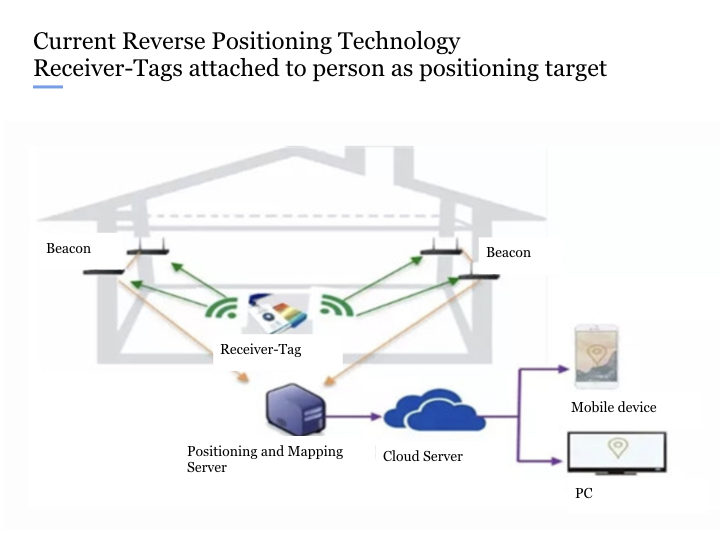 Current Reverse Positioning Technology
Receiver-Tags attached to person as positioning target
Beacon
Beacon
Receiver-Tag
Mobile device
Positioning and Mapping
Server
Cloud Server
PC